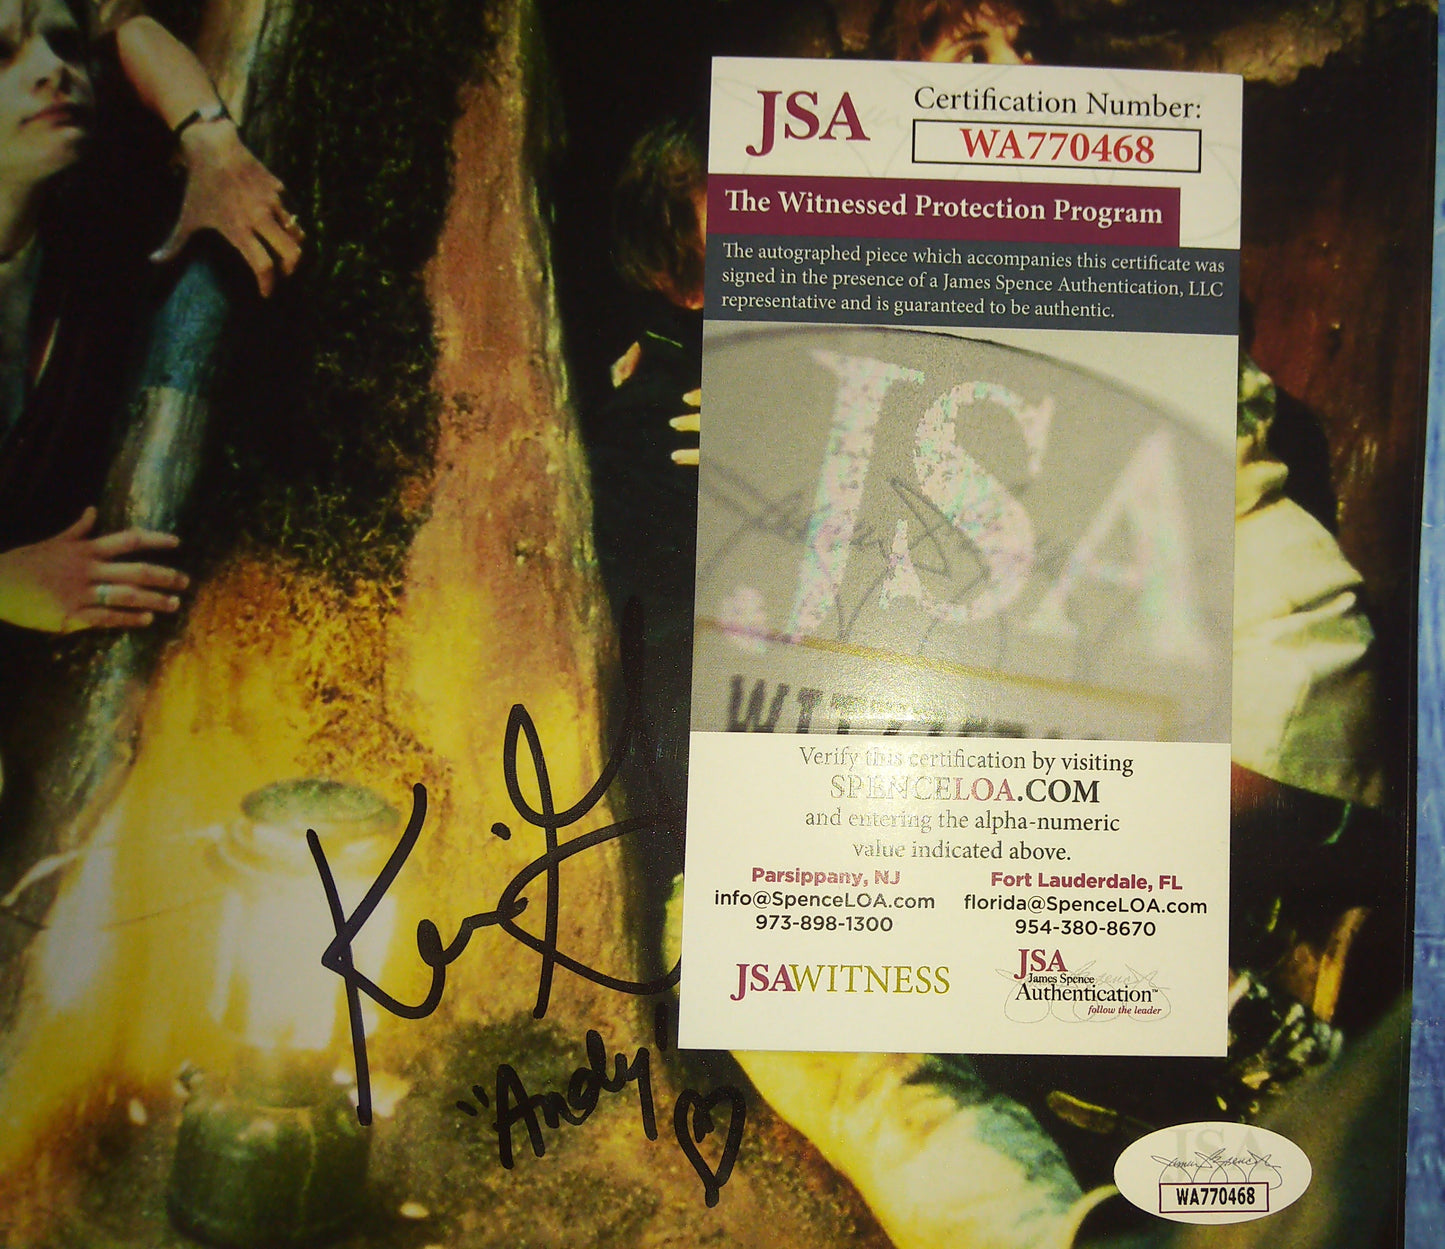 JSA
Certification Number:
WA770468
The Witnessed Protection Program
The autographed piece which accompanies this certificate was
signed in the presence of a James Spence Authentication, LLC
representative and is guaranteed to be authentic.
JSA
Verify this certification by visiting
SPENCELOA.COM
and entering the alpha-numeric
value indicated above.
Parsippany, NJ
info@SpenceLOA.com
973-898-1300
Fort Lauderdale, FL
florida@SpenceLOA.com
954-380-8670
JSAWITNESS
JSA
James Spence
Authentication™
follow the leader
"Andy"
JSA
WA770468